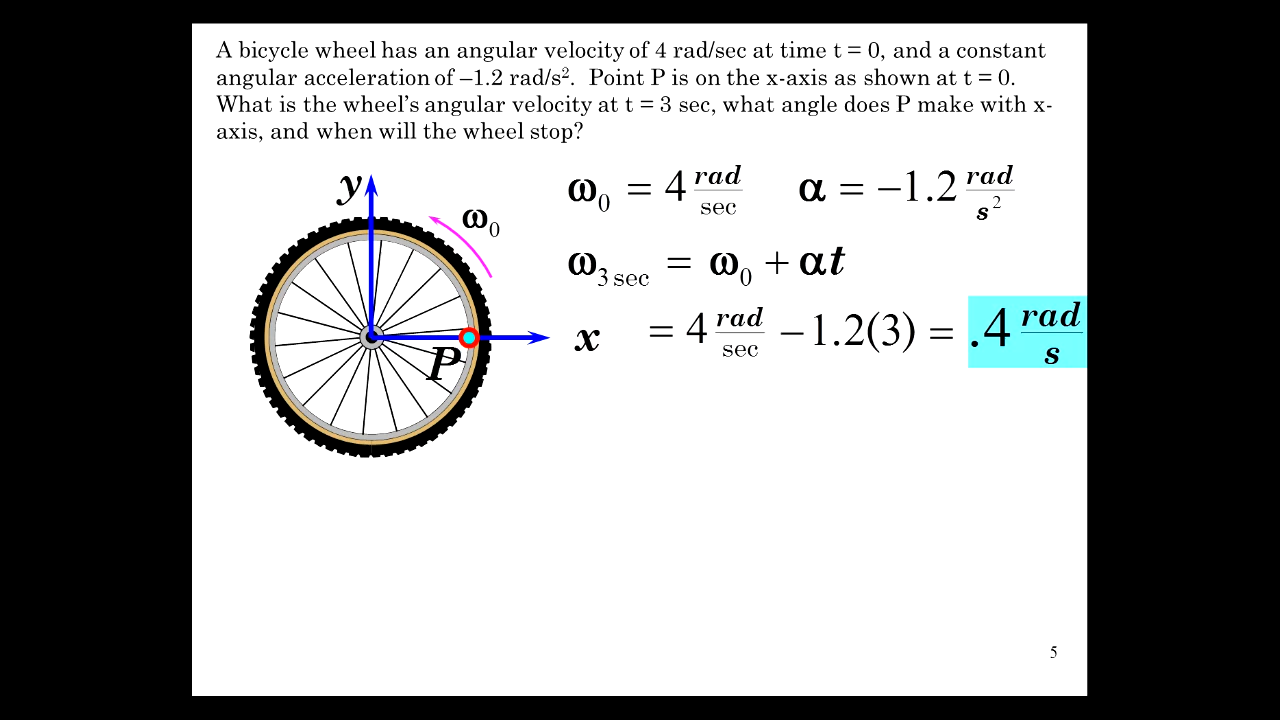 A bicycle wheel has an angular velocity of 4 rad/sec at time t = 0, and a constant
angular acceleration of –1.2 rad/s². Point P is on the x-axis as shown at t = 0.
What is the wheel’s angular velocity at t = 3 sec, what angle does P make with x-
axis, and when will the wheel stop?
y
ω₀
x
P
ω₀ = 4 rad/sec α = −1.2 rad/s²
ω₃ sec = ω₀ + αt
= 4 rad/sec − 1.2(3) = .4 rad/s
5